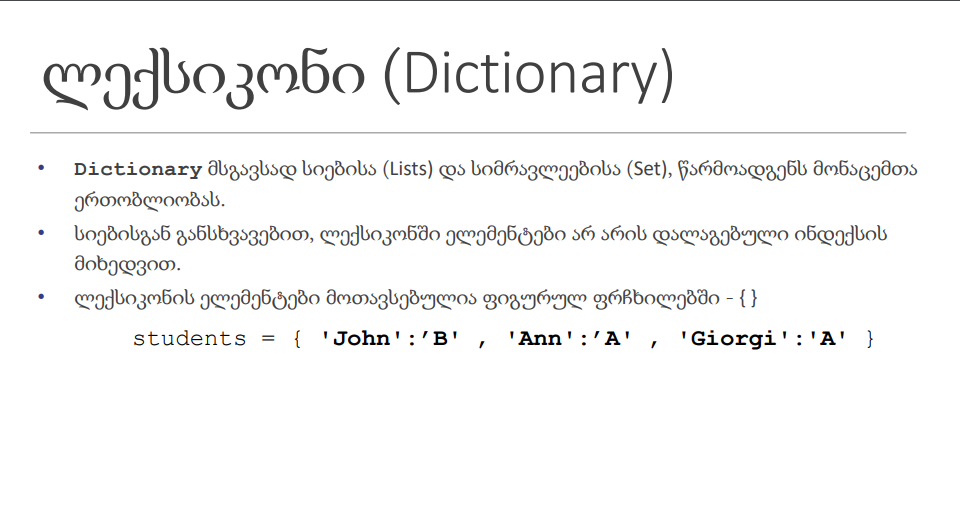 ლექსიკონი (Dictionary)
• Dictionary მსგავსად სიებისა (Lists) და სიმრავლეებისა (Set), წარმოადგენს მონაცემთა
ერთობლიობას.
• სიებისგან განსხვავებით, ლექსიკონში ელემენტები არ არის დალაგებული ინდექსის
მიხედვით.
• ლექსიკონის ელემენტები მოთავსებულია ფიგურულ ფრჩხილებში - { }
students = { 'John':’B' , 'Ann':’A' , 'Giorgi':'A' }